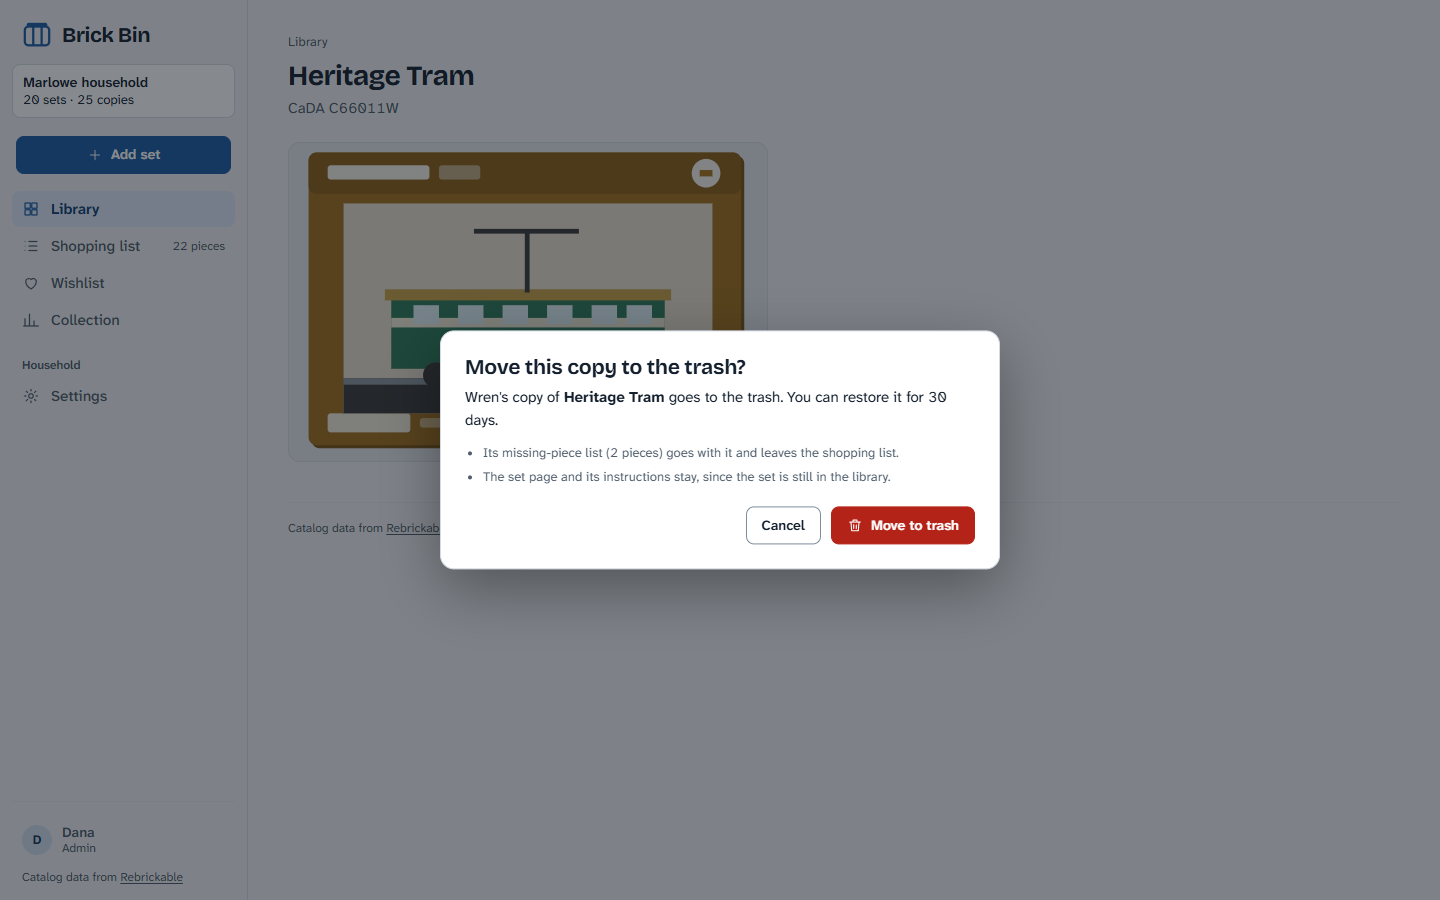 Brick Bin
Marlowe household
20 sets · 25 copies
Add set
Library
Shopping list 22 pieces
Wishlist
Collection
Household
Settings
D
Dana
Admin
Catalog data from Rebrickable
Library
Heritage Tram
CaDA C66011W
Catalog data from Rebrickab
Move this copy to the trash?
Wren's copy of Heritage Tram goes to the trash. You can restore it for 30
days.
• Its missing-piece list (2 pieces) goes with it and leaves the shopping list.
• The set page and its instructions stay, since the set is still in the library.
Cancel
Move to trash